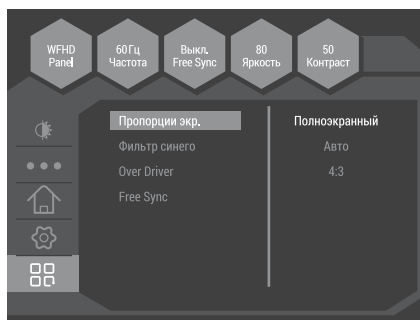 WFHD
Panel
60Гц
Частота
Выкл.
Free Sync
80
Яркость
50
Контраст
Пропорции экр.
Полноэкранный
Фильтр синего
Авто
Over Driver
4:3
Free Sync